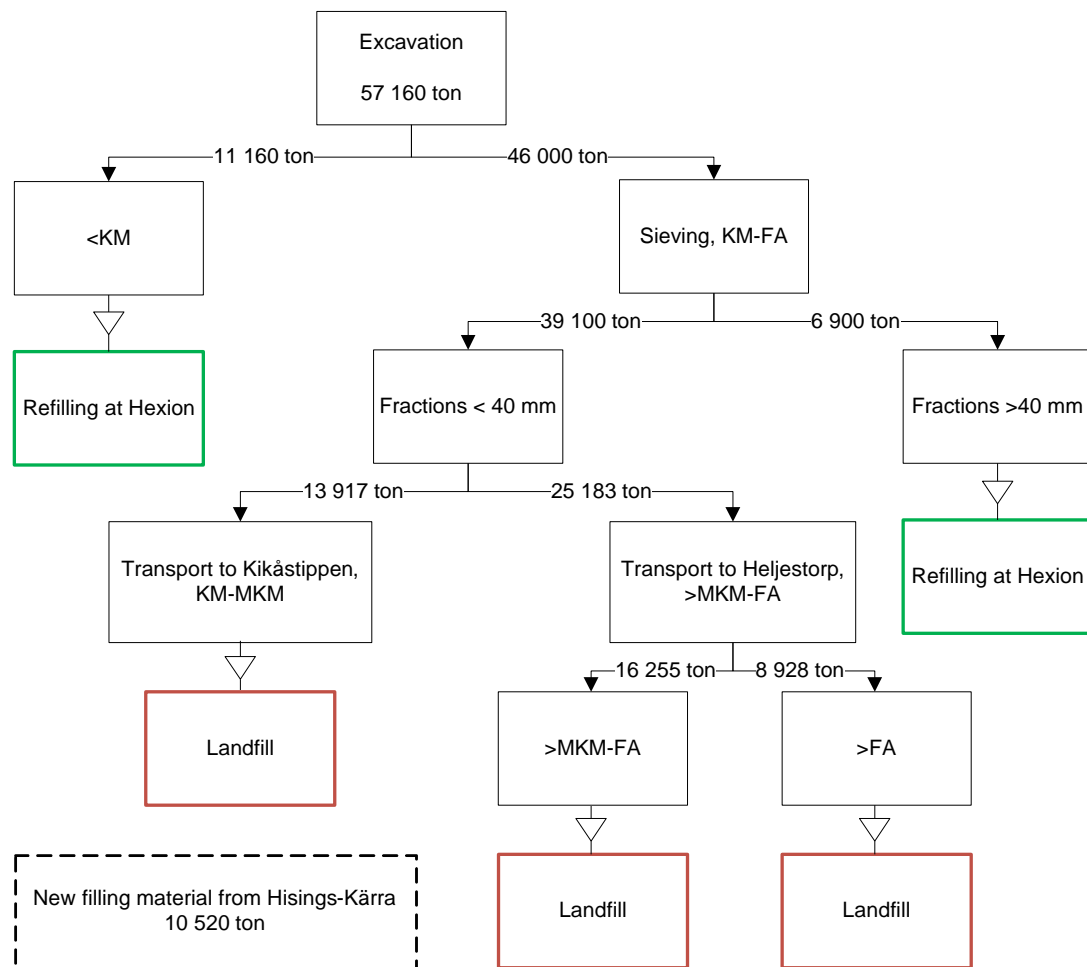 Excavation
57 160 ton
11 160 ton
46 000 ton
<KM
Sieving, KM-FA
39 100 ton
6 900 ton
Refilling at Hexion
Fractions < 40 mm
Fractions >40 mm
13 917 ton
25 183 ton
Transport to Kikåstippen,
KM-MKM
Transport to Heljestorp,
>MKM-FA
Refilling at Hexion
16 255 ton
8 928 ton
Landfill
>MKM-FA
>FA
New filling material from Hisings-Kärra
10 520 ton
Landfill
Landfill